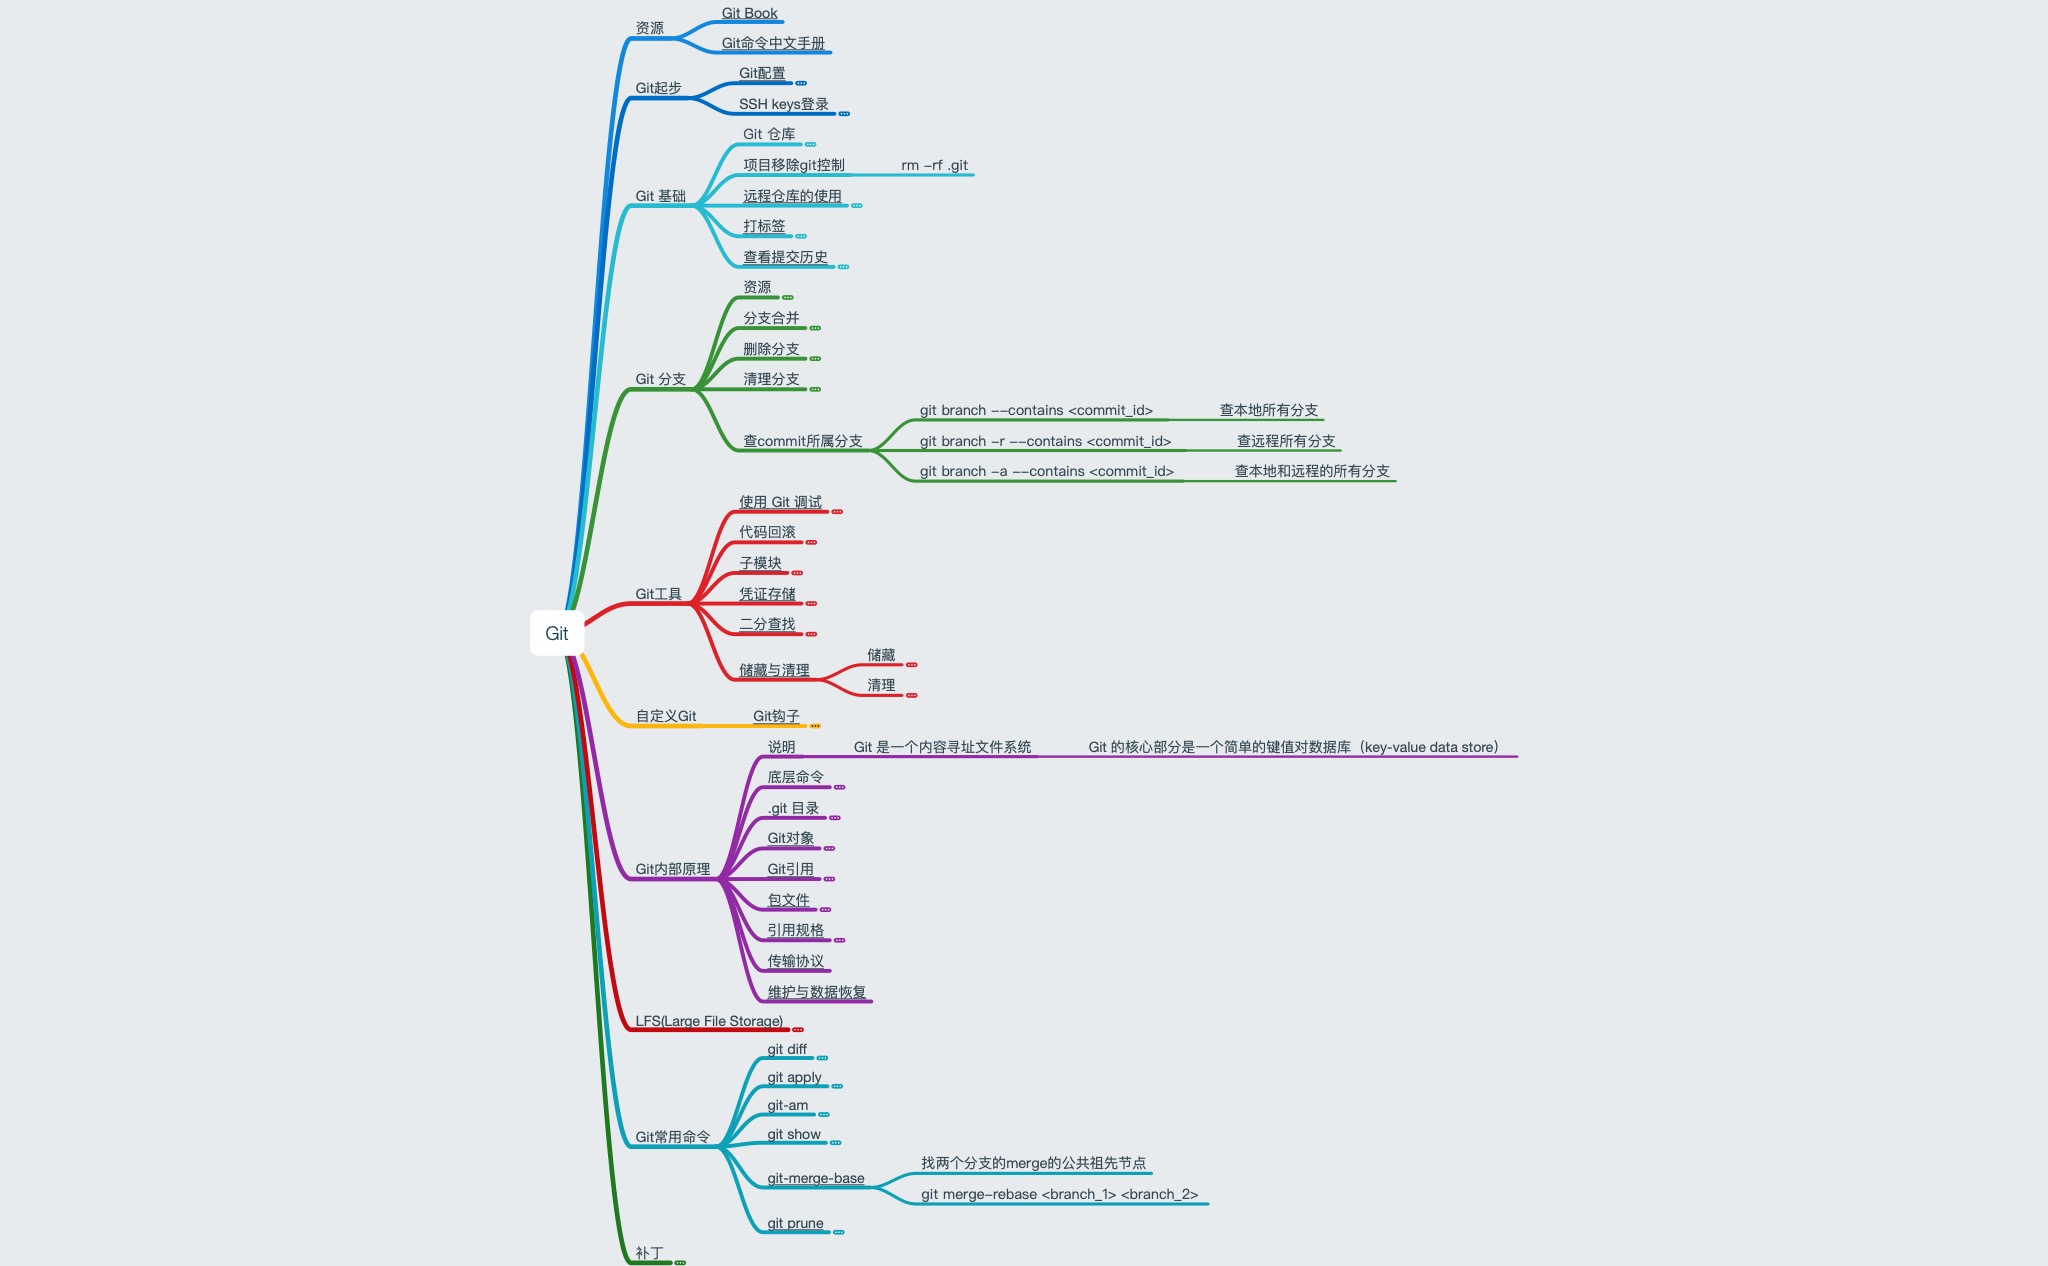 Git
资源
Git Book
Git命令中文手册
Git起步
Git配置
SSH keys登录
Git 基础
Git 仓库
项目移除git控制
rm -rf .git
远程仓库的使用
打标签
查看提交历史
Git 分支
资源
分支合并
删除分支
清理分支
查commit所属分支
git branch --contains <commit_id>
查本地所有分支
git branch -r --contains <commit_id>
查远程所有分支
git branch -a --contains <commit_id>
查本地和远程的所有分支
Git工具
使用 Git 调试
代码回滚
子模块
凭证存储
二分查找
储藏与清理
储藏
清理
自定义Git
Git钩子
Git内部原理
说明
Git 是一个内容寻址文件系统
Git 的核心部分是一个简单的键值对数据库（key-value data store）
底层命令
.git 目录
Git对象
Git引用
包文件
引用规格
传输协议
维护与数据恢复
LFS(Large File Storage)
Git常用命令
git diff
git apply
git-am
git show
git-merge-base
找两个分支的merge的公共祖先节点
git merge-rebase <branch_1> <branch_2>
git prune
补丁